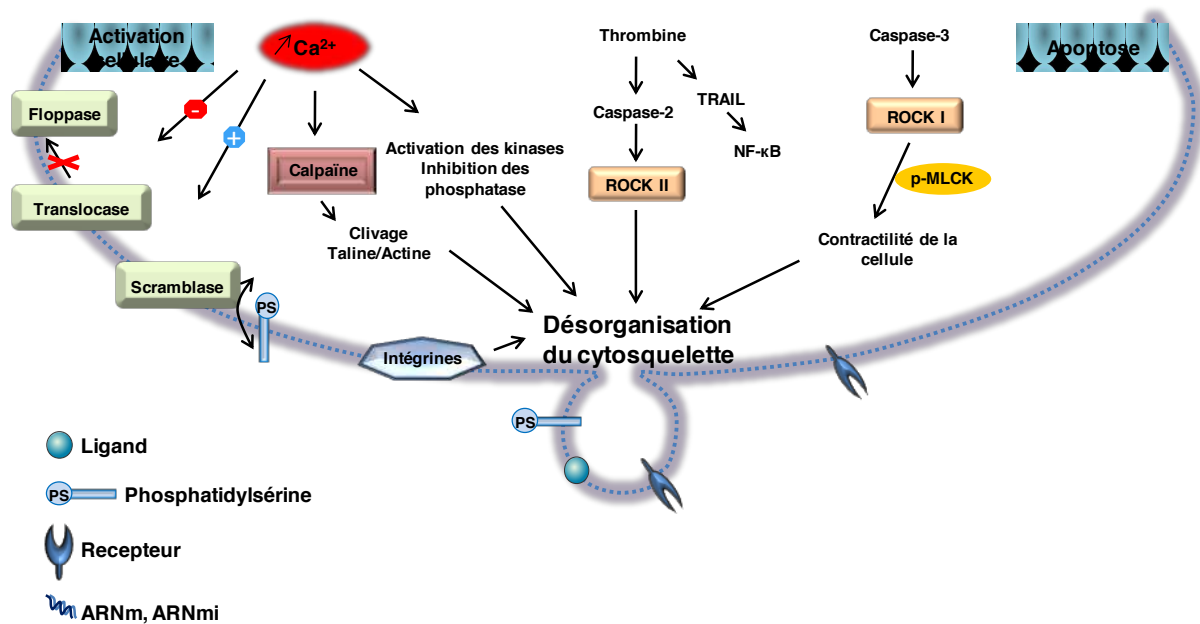 Activation
cellulaire
↗Ca²⁺
Thrombine
Caspase-3
Apoptose
Floppase
-
+
TRAIL
Caspase-2
ROCK I
NF-κB
Activation des kinases
Inhibition des
phosphatase
Calpaïne
ROCK II
p-MLCK
Translocase
Clivage
Taline/Actine
Contractilité de la
cellule
Scramblase
PS
Désorganisation
du cytosquelette
Intégrines
PS
Ligand
PS
Phosphatidylsérine
Recepteur
ARNm, ARNmi